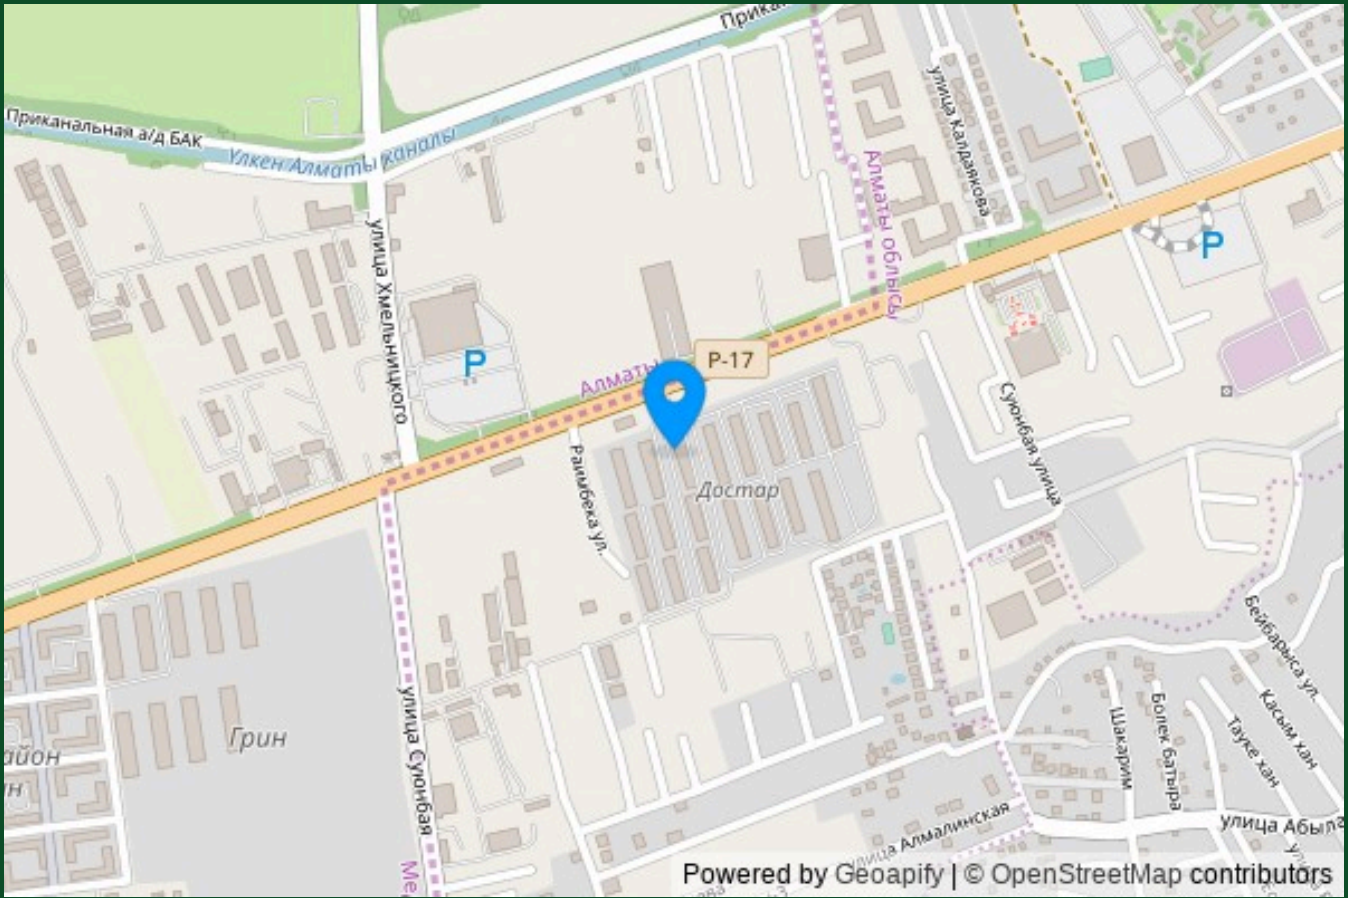 Прика
Приканальная а/д БАК
Үлкен Алматы каналы
улица Калдаякова
Алматы облысы
улица Хмельницкого
P
P
P-17
Алматы
Раимбека ул.
Достар
Суюнбая улица
Бейбарыса ул.
Касым хан
Тауке хан
Болек батыра
Шакарим
Грин
айон
ин
улица Суюнбая
улица Алмалинская
улица Абыла
Ме
Powered by Geoapify | © OpenStreetMap contributors